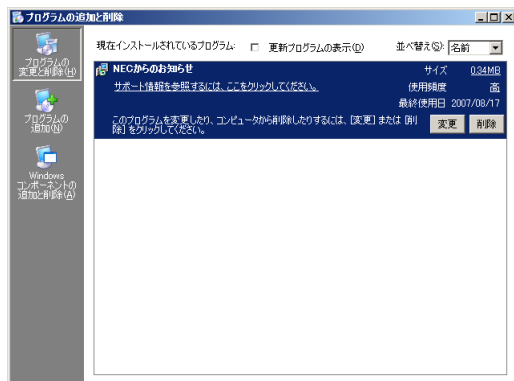 プログラムの追加と削除
プログラムの
変更と削除(H)
プログラムの
追加(N)
Windows
コンポーネントの
追加と削除(A)
現在インストールされているプログラム:
更新プログラムの表示(D)
並べ替え(S): 名前
NECからのお知らせ
サイズ 0.34MB
サポート情報を参照するには、ここをクリックしてください。
使用頻度 高
最終使用日 2007/08/17
このプログラムを変更したり、コンピュータから削除したりするには、[変更] または [削
除] をクリックしてください。
変更 削除